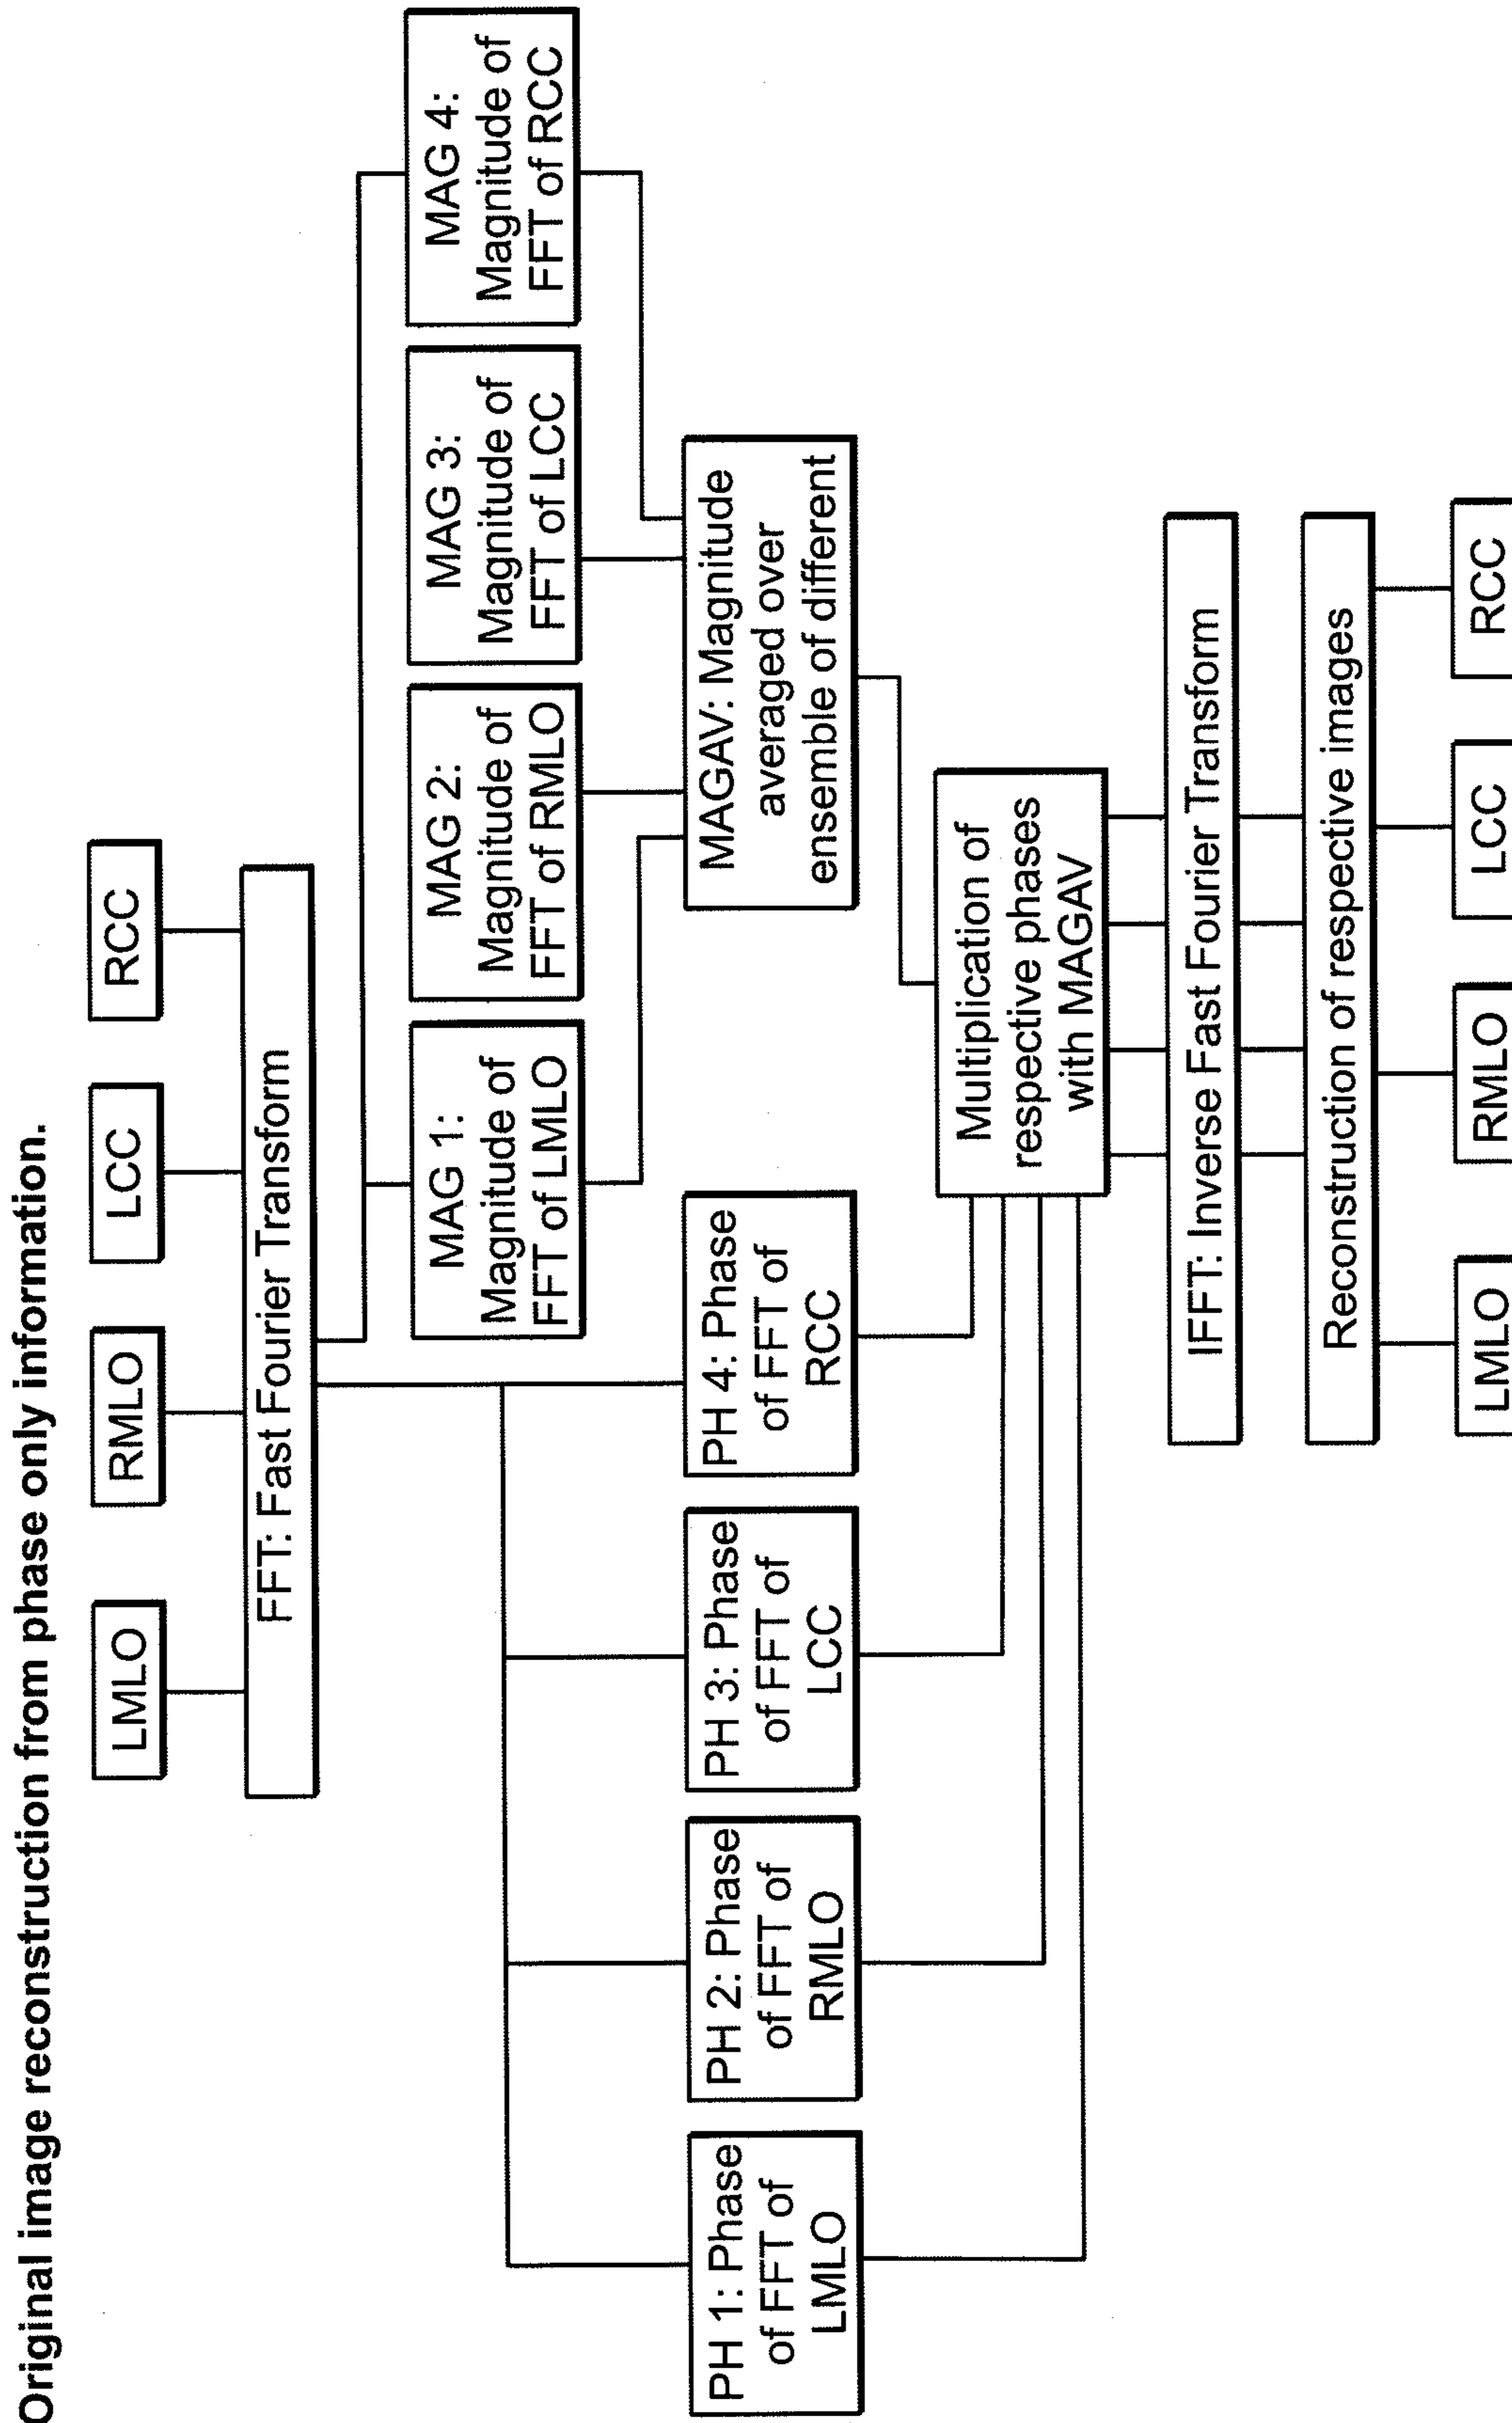 Original image reconstruction from phase only information.
LMLO
RMLO
LCC
RCC
FFT: Fast Fourier Transform
MAG 1:
Magnitude of
FFT of LMLO
MAG 2:
Magnitude of
FFT of RMLO
MAG 3:
Magnitude of
FFT of LCC
MAG 4:
Magnitude of
FFT of RCC
PH 1: Phase
of FFT of
LMLO
PH 2: Phase
of FFT of
RMLO
PH 3: Phase
of FFT of
LCC
PH 4: Phase
of FFT of
RCC
MAGAV: Magnitude
averaged over
ensemble of different
Multiplication of
respective phases
with MAGAV
IFFT: Inverse Fast Fourier Transform
Reconstruction of respective images
LMLO
RMLO
LCC
RCC